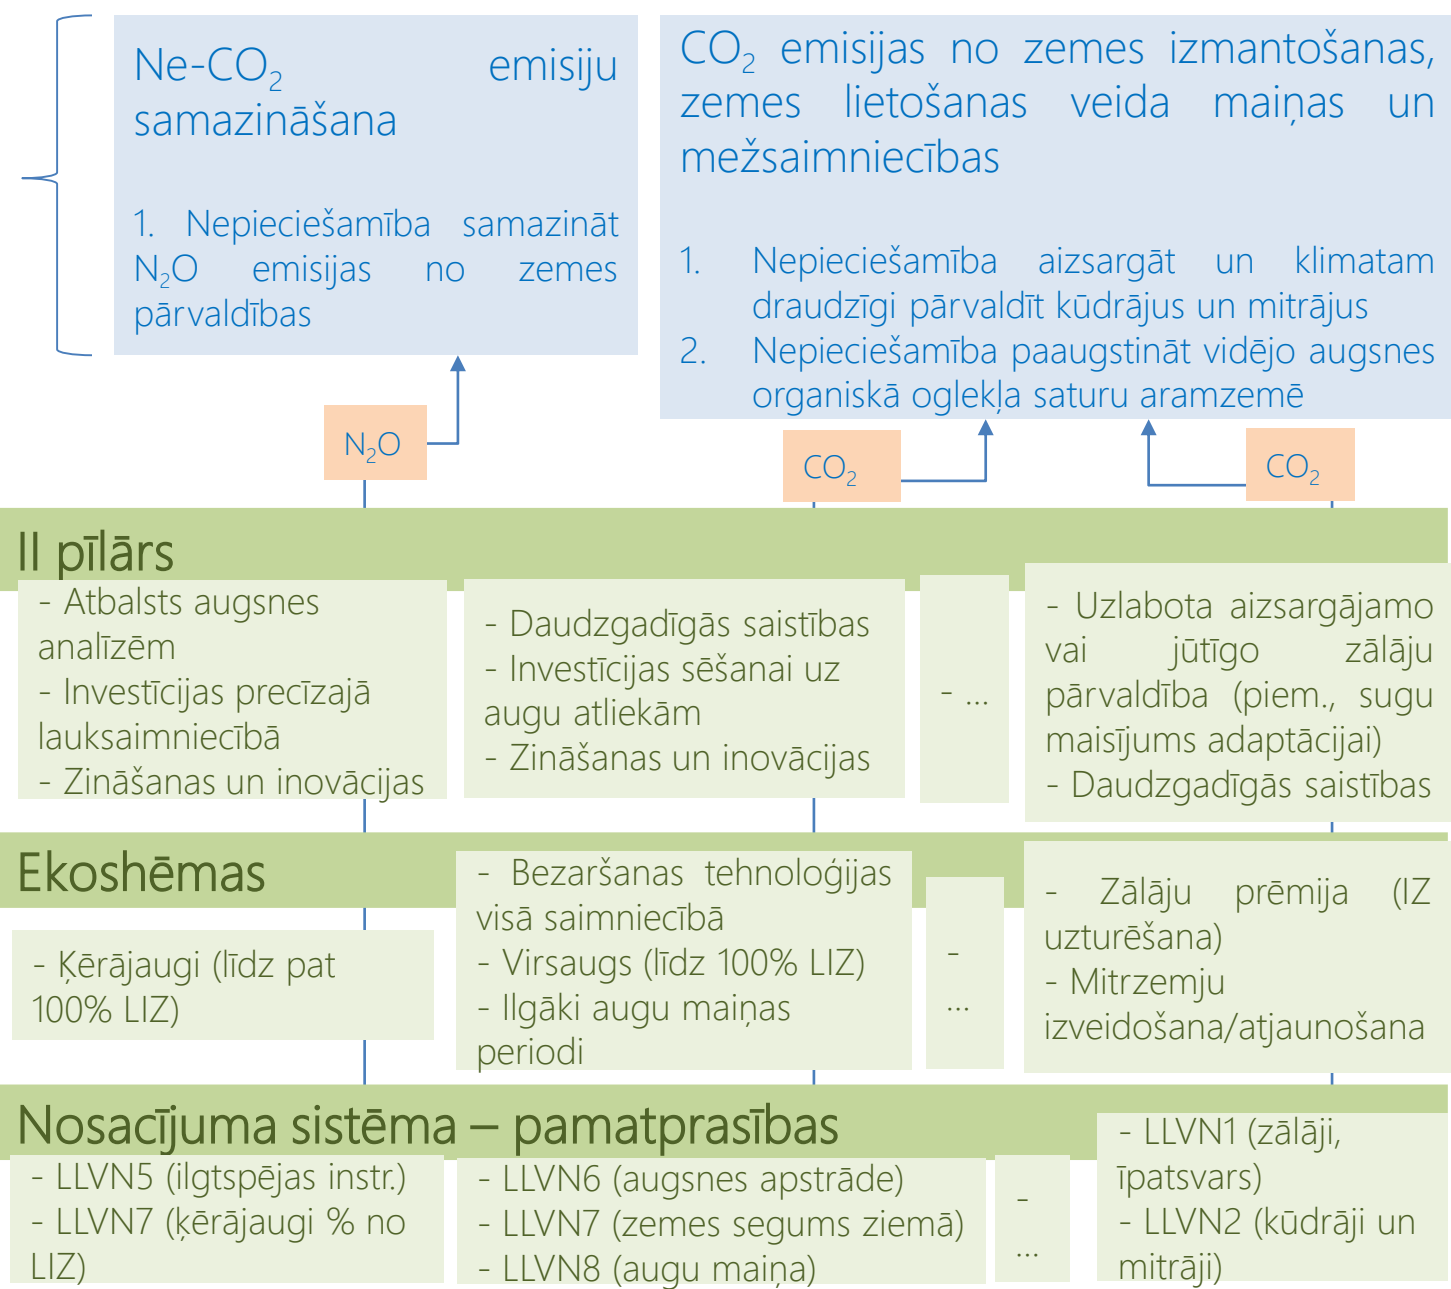 Ne-CO₂ emisiju
samazināšana
1. Nepieciešamība samazināt
N₂O emisijas no zemes
pārvaldības
CO₂ emisijas no zemes izmantošanas,
zemes lietošanas veida maiņas un
mežsaimniecības
1. Nepieciešamība aizsargāt un klimatam
draudzīgi pārvaldīt kūdrājus un mitrājus
2. Nepieciešamība paaugstināt vidējo augsnes
organiskā oglekļa saturu aramzemē
N₂O
CO₂
CO₂
II pīlārs
- Atbalsts augsnes
analīzēm
- Investīcijas precīzajā
lauksaimniecībā
- Zināšanas un inovācijas
- Daudzgadīgās saistības
- Investīcijas sēšanai uz
augu atliekām
- Zināšanas un inovācijas
- ...
- Uzlabota aizsargājamo
vai jūtīgo zālāju
pārvaldība (piem., sugu
maisījums adaptācijai)
- Daudzgadīgās saistības
Ekoshēmas
- Ķērājaugi (līdz pat
100% LIZ)
- Bezaršanas tehnoloģijas
visā saimniecībā
- Virsaugs (līdz 100% LIZ)
- Ilgāki augu maiņas
periodi
-
...
- Zālāju prēmija (IZ
uzturēšana)
- Mitrzemju
izveidošana/atjaunošana
Nosacījuma sistēma – pamatprasības
- LLVN5 (ilgtspējas instr.)
- LLVN7 (ķērājaugi % no
LIZ)
- LLVN6 (augsnes apstrāde)
- LLVN7 (zemes segums ziemā)
- LLVN8 (augu maiņa)
-
...
- LLVN1 (zālāji,
īpatsvars)
- LLVN2 (kūdrāji un
mitrāji)